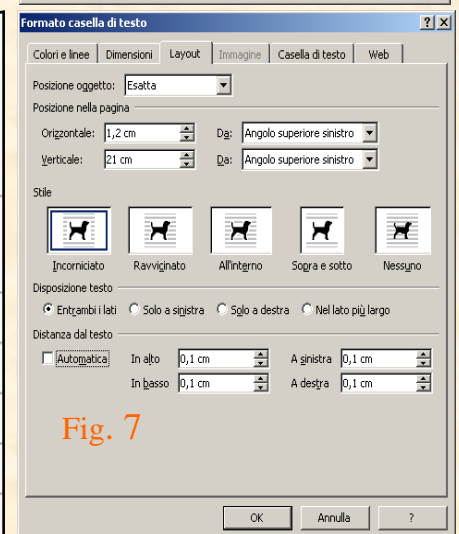 Formato casella di testo ? x
Colori e linee Dimensioni Layout Immagine Casella di testo Web
Posizione oggetto: Esatta
Posizione nella pagina
Orizzontale: 1,2 cm Da: Angolo superiore sinistro
Verticale: 21 cm Da: Angolo superiore sinistro
Stile
Incorniciato Ravvicinato All'interno Sopra e sotto Nessuno
Disposizione testo
Entrambi i lati Solo a sinistra Solo a destra Nel lato più largo
Distanza dal testo
Automatica In alto 0,1 cm A sinistra 0,1 cm
In basso 0,1 cm A destra 0,1 cm
Fig. 7
OK Annulla ?